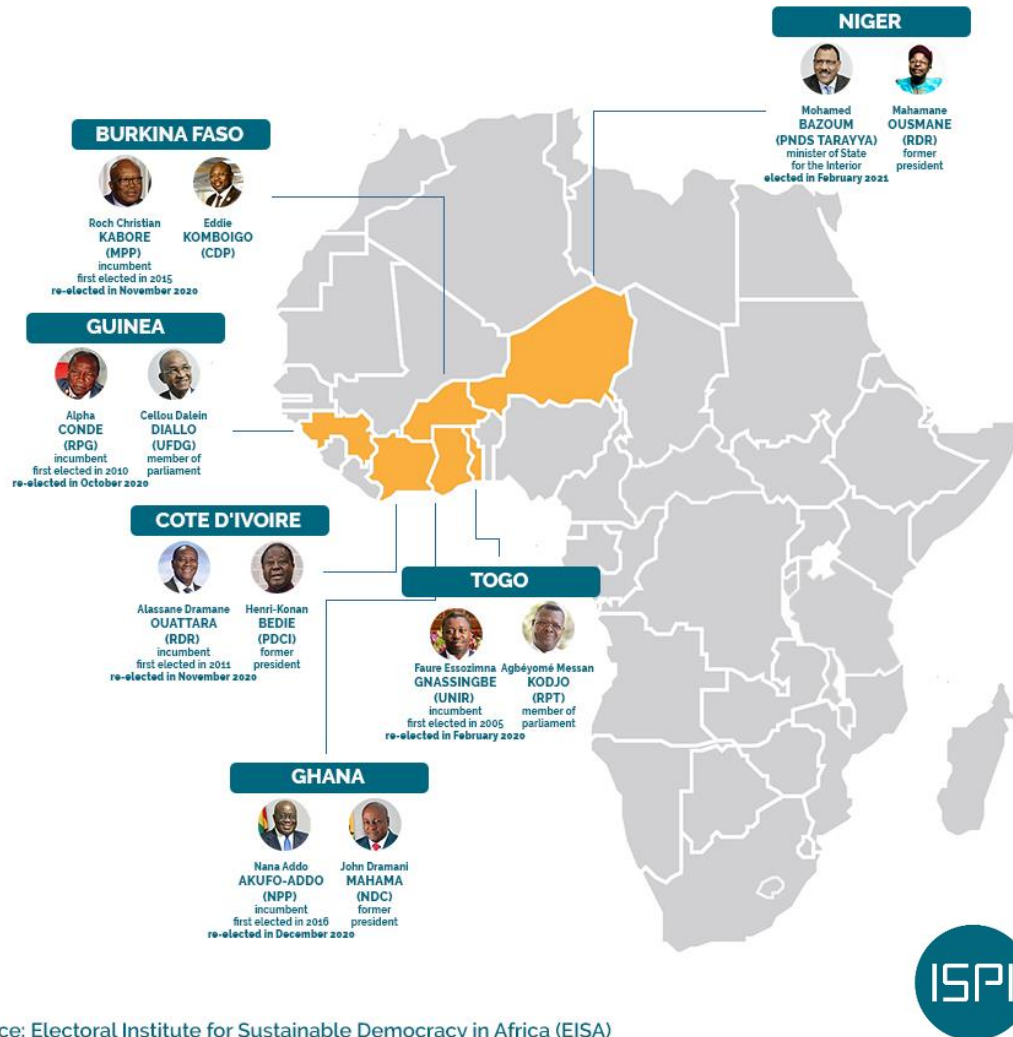 NIGER
Mohamed
BAZOUM
(PNDS TARAYYA)
minister of State
for the Interior
elected in February 2021
Mahamane
OUSMANE
(RDR)
former
president
BURKINA FASO
Roch Christian
KABORE
(MPP)
incumbent
first elected in 2015
re-elected in November 2020
Eddie
KOMBOIGO
(CDP)
GUINEA
Alpha
CONDE
(RPG)
incumbent
first elected in 2010
re-elected in October 2020
Cellou Dalein
DIALLO
(UFDG)
member of
parliament
COTE D'IVOIRE
Alassane Dramane
OUATTARA
(RDR)
incumbent
first elected in 2011
re-elected in November 2020
Henri-Konan
BEDIE
(PDCI)
former
president
TOGO
Faure Essozimna
GNASSINGBE
(UNIR)
incumbent
first elected in 2005
re-elected in February 2020
Agbéyomé Messan
KODJO
(RPT)
member of
parliament
GHANA
Nana Addo
AKUFO-ADDO
(NPP)
incumbent
first elected in 2016
re-elected in December 2020
John Dramani
MAHAMA
(NDC)
former
president
ISPI
ce: Electoral Institute for Sustainable Democracy in Africa (EISA)